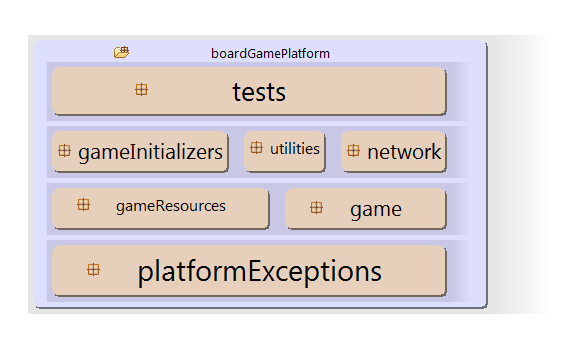 boardGamePlatform
tests
gameInitializers utilities network
gameResources game
platformExceptions